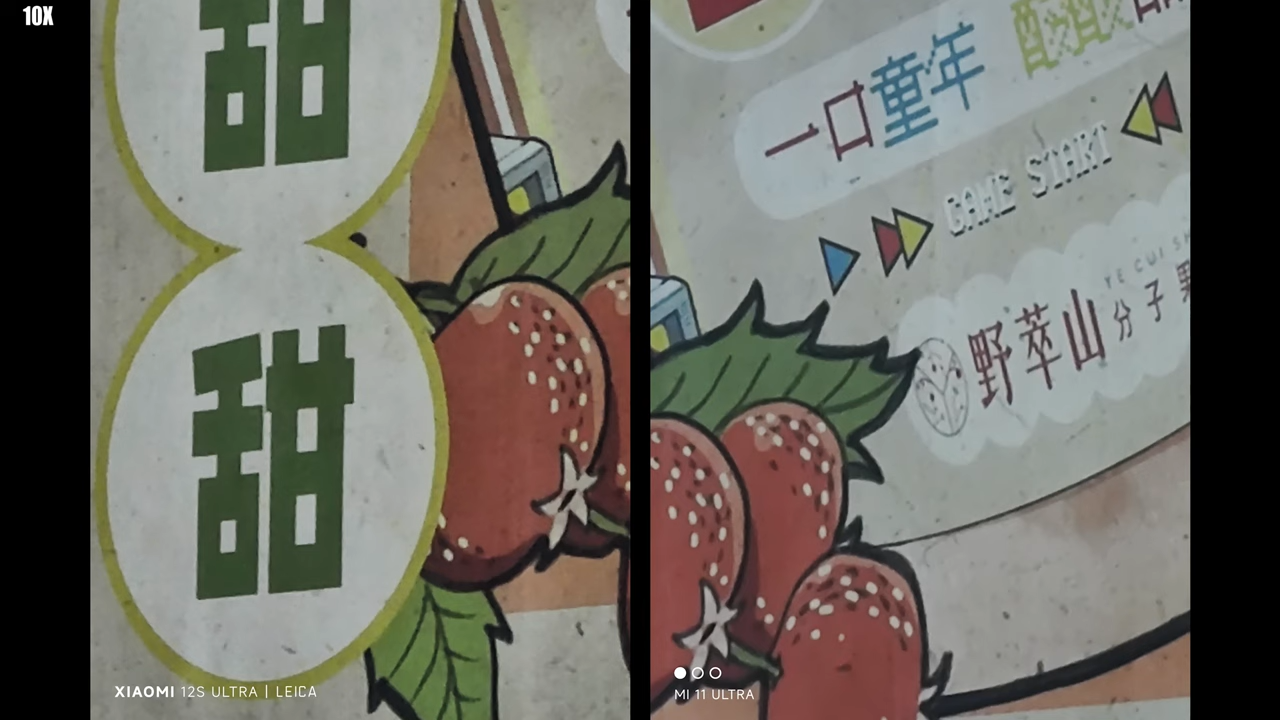 10X
甜
甜
XIAOMI 12S ULTRA | LEICA
一口童年
GAME START
YE CUI SH
野萃山
分子果
MI 11 ULTRA